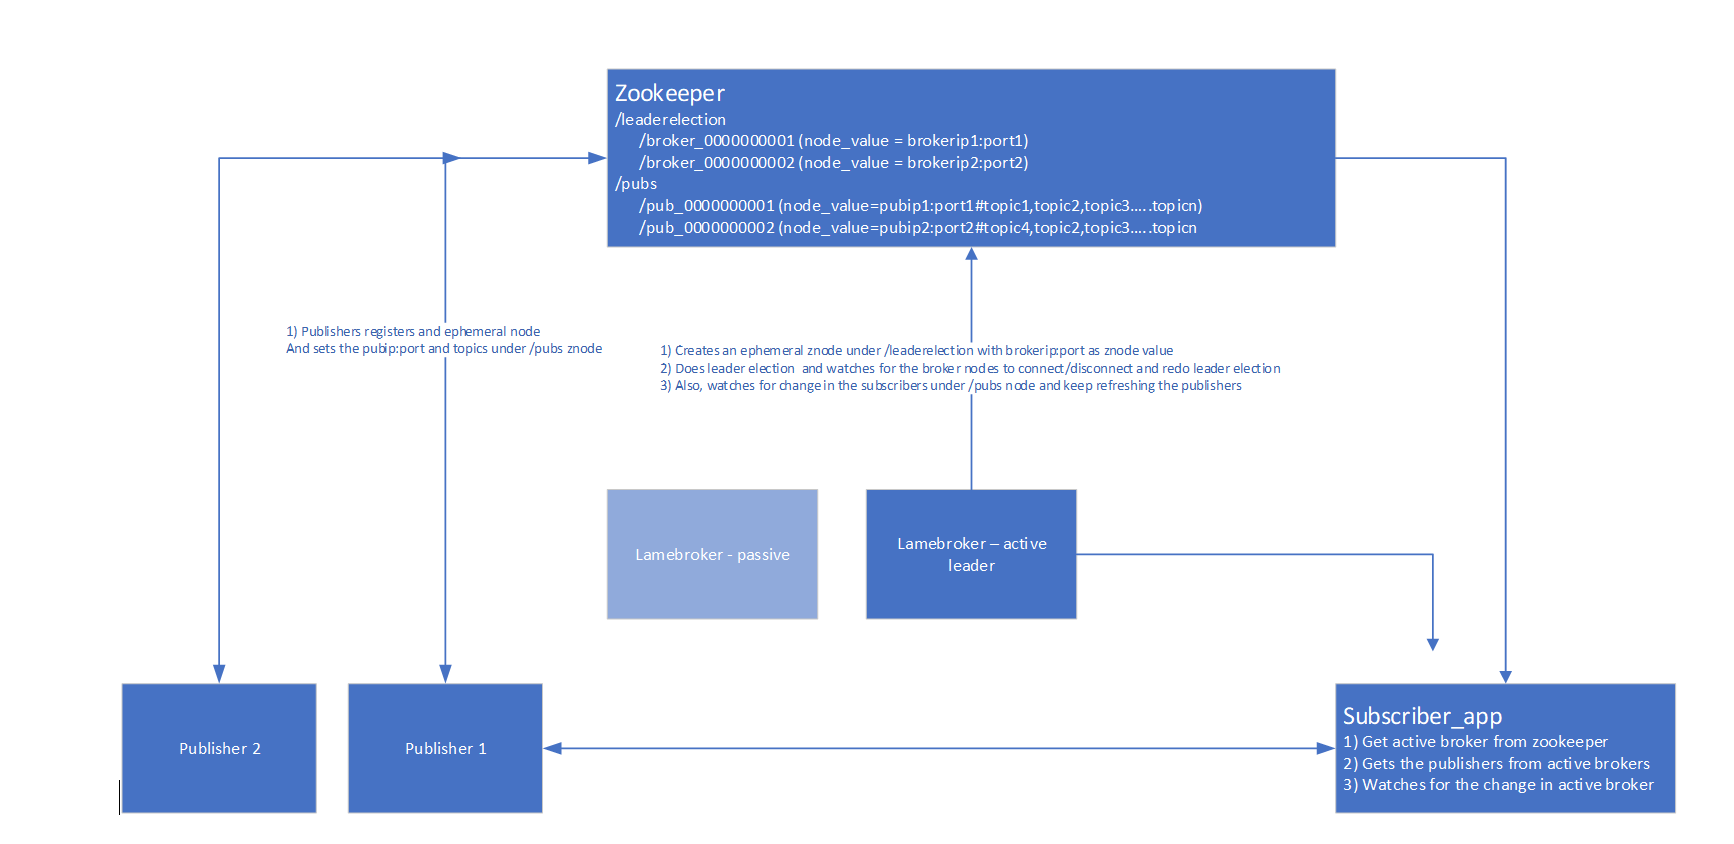 Zookeeper
/leaderelection
/broker_0000000001 (node_value = brokerip1:port1)
/broker_0000000002 (node_value = brokerip2:port2)
/pubs
/pub_0000000001 (node_value=pubip1:port1#topic1,topic2,topic3.....topicn)
/pub_0000000002 (node_value=pubip2:port2#topic4,topic2,topic3.....topicn
1) Publishers registers and ephemeral node
And sets the pubip:port and topics under /pubs znode
1) Creates an ephemeral znode under /leaderelection with brokerip:port as znode value
2) Does leader election and watches for the broker nodes to connect/disconnect and redo leader election
3) Also, watches for change in the subscribers under /pubs node and keep refreshing the publishers
Lamebroker - passive
Lamebroker – active
leader
Publisher 2
Publisher 1
Subscriber_app
1) Get active broker from zookeeper
2) Gets the publishers from active brokers
3) Watches for the change in active broker